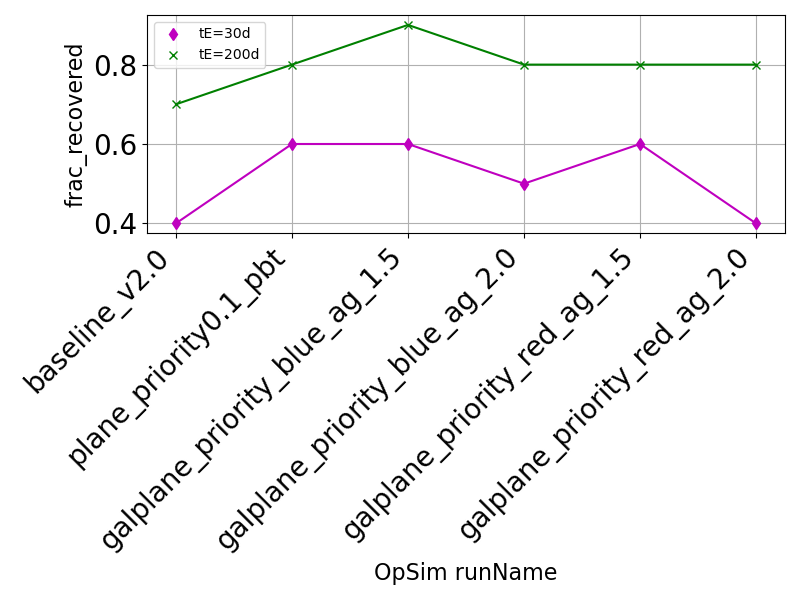 tE=30d
tE=200d
frac_recovered
0.8
0.6
0.4
baseline_v2.0
plane_priority0.1_pbt
galplane_priority_blue_ag_1.5
galplane_priority_blue_ag_2.0
galplane_priority_red_ag_1.5
galplane_priority_red_ag_2.0
OpSim runName